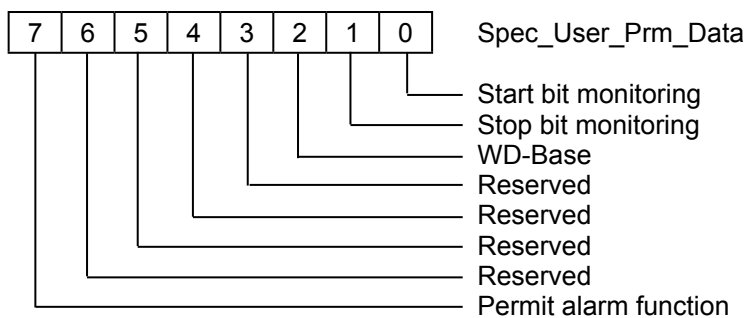 7 6 5 4 3 2 1 0 Spec_User_Prm_Data
Start bit monitoring
Stop bit monitoring
WD-Base
Reserved
Reserved
Reserved
Reserved
Permit alarm function